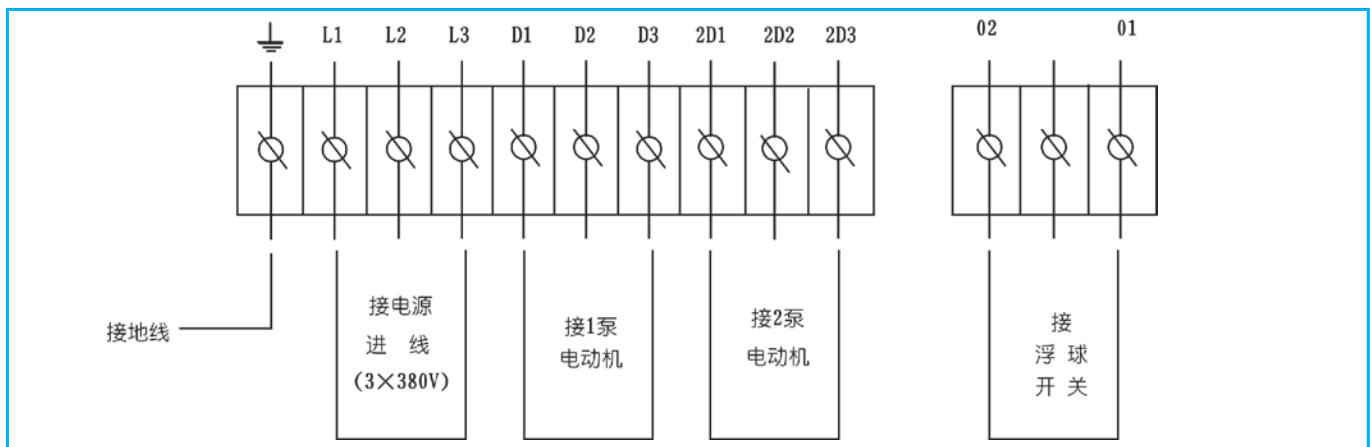 L1 L2 L3 D1 D2 D3 2D1 2D2 2D3 02 01
接地线
接电源
进 线
(3×380V)
接1泵
电动机
接2泵
电动机
接
浮 球
开 关